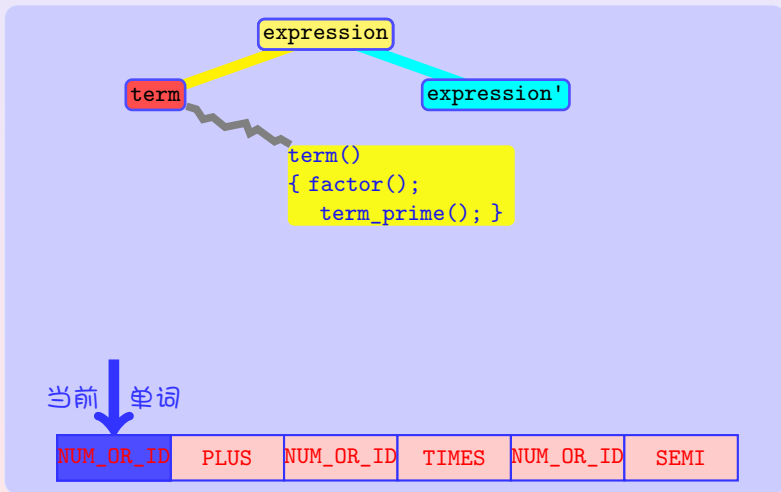 expression
term expression'
term()
{ factor();
term_prime(); }
当前 单词
NUM_OR_ID PLUS NUM_OR_ID TIMES NUM_OR_ID SEMI